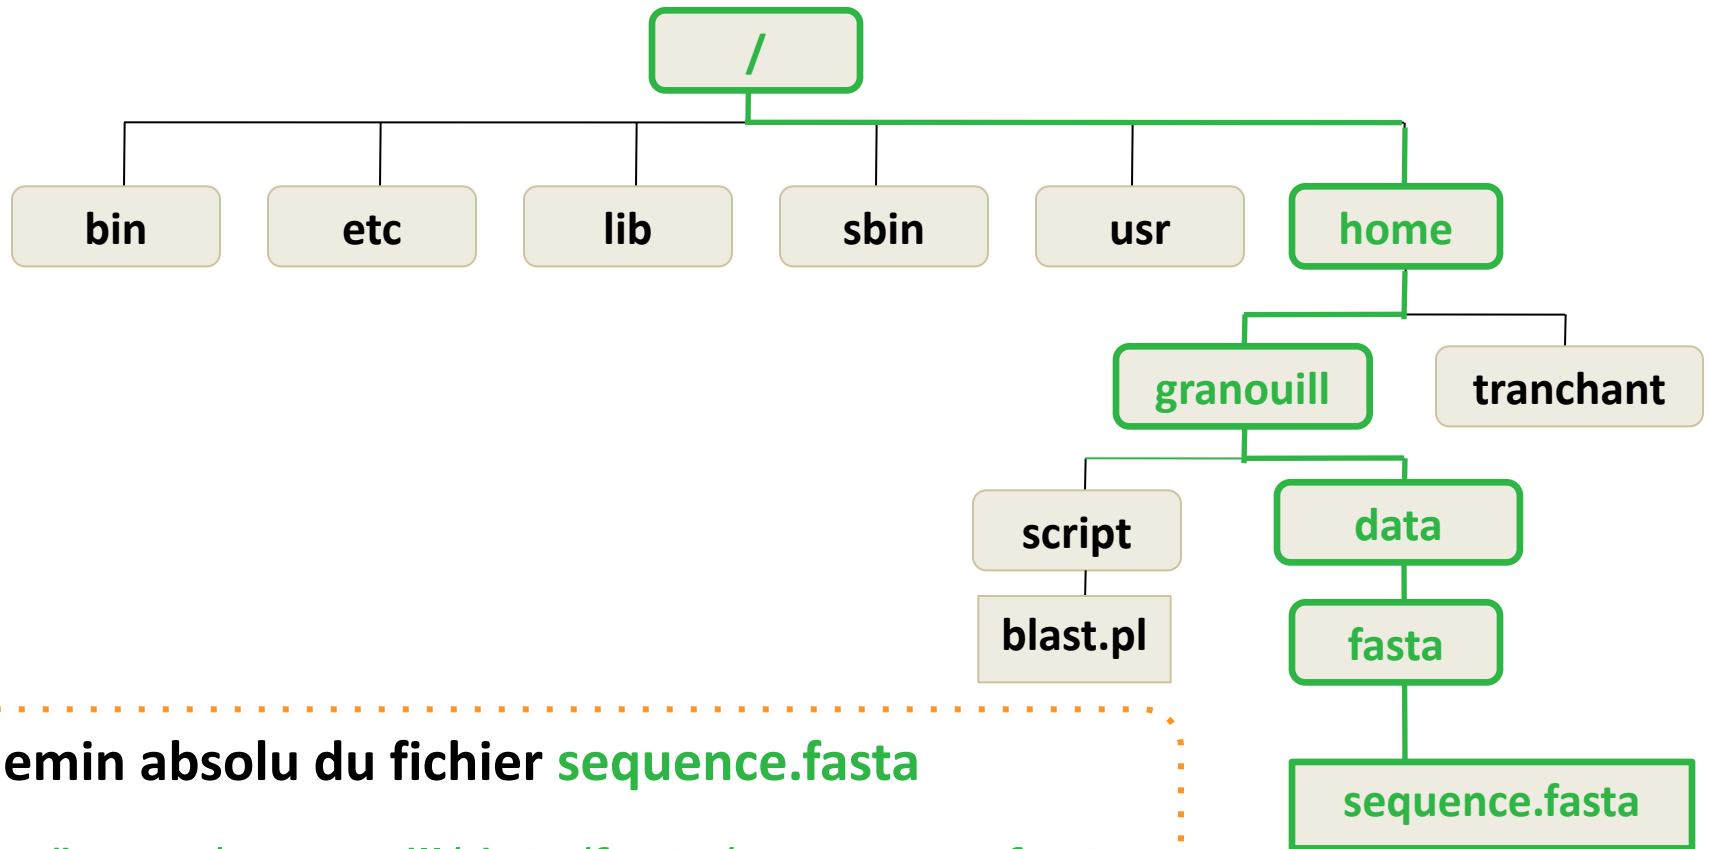 /
bin
etc
lib
sbin
usr
home
granouill
tranchant
script
data
blast.pl
fasta
emin absolu du fichier sequence.fasta
sequence.fasta